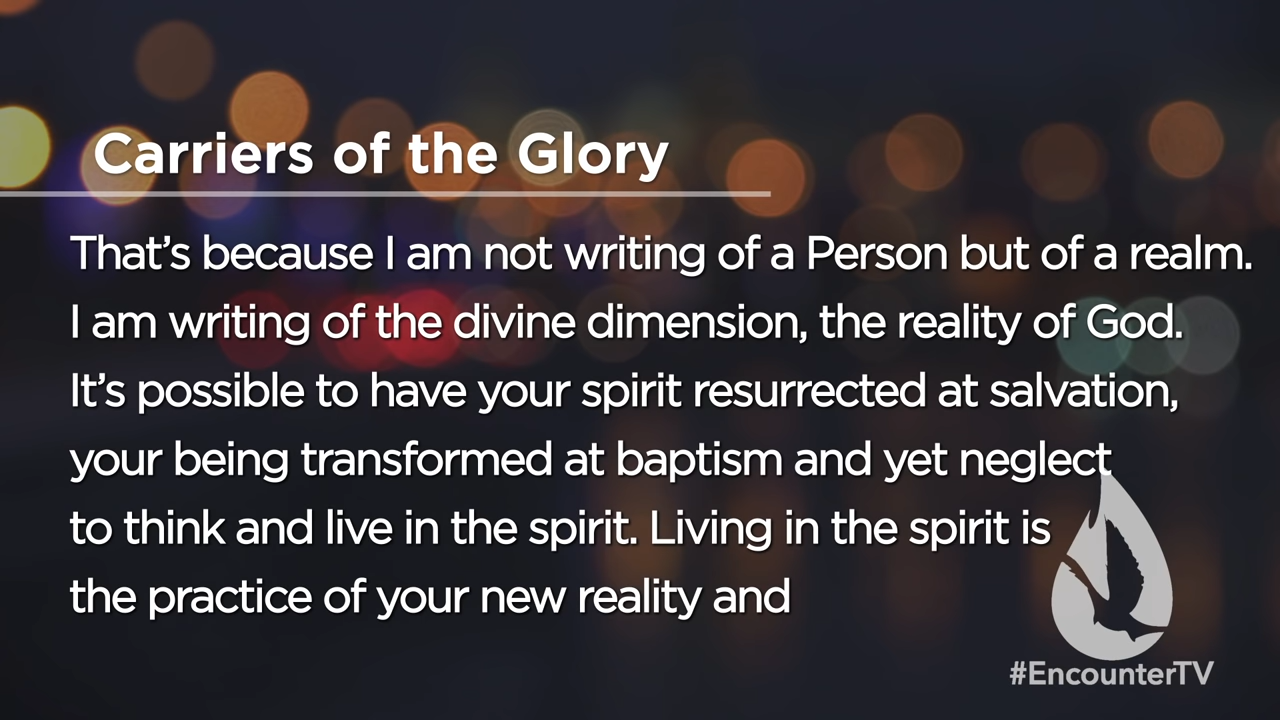 Carriers of the Glory
That’s because I am not writing of a Person but of a realm.
I am writing of the divine dimension, the reality of God.
It’s possible to have your spirit resurrected at salvation,
your being transformed at baptism and yet neglect
to think and live in the spirit. Living in the spirit is
the practice of your new reality and
#EncounterTV